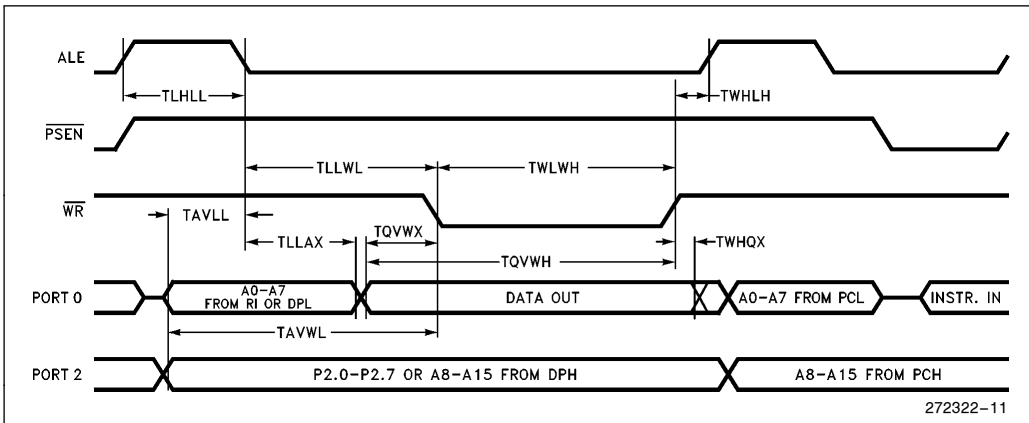 ALE
TLHLL
TWHLH
PSEN
TLLWL
TWLWH
WR
TAVLL
TQVWX
TLLAX
TWHQX
TQVWH
PORT 0
A0-A7
FROM RI OR DPL
DATA OUT
A0-A7 FROM PCL
INSTR. IN
TAVWL
PORT 2
P2.0-P2.7 OR A8-A15 FROM DPH
A8-A15 FROM PCH
272322-11